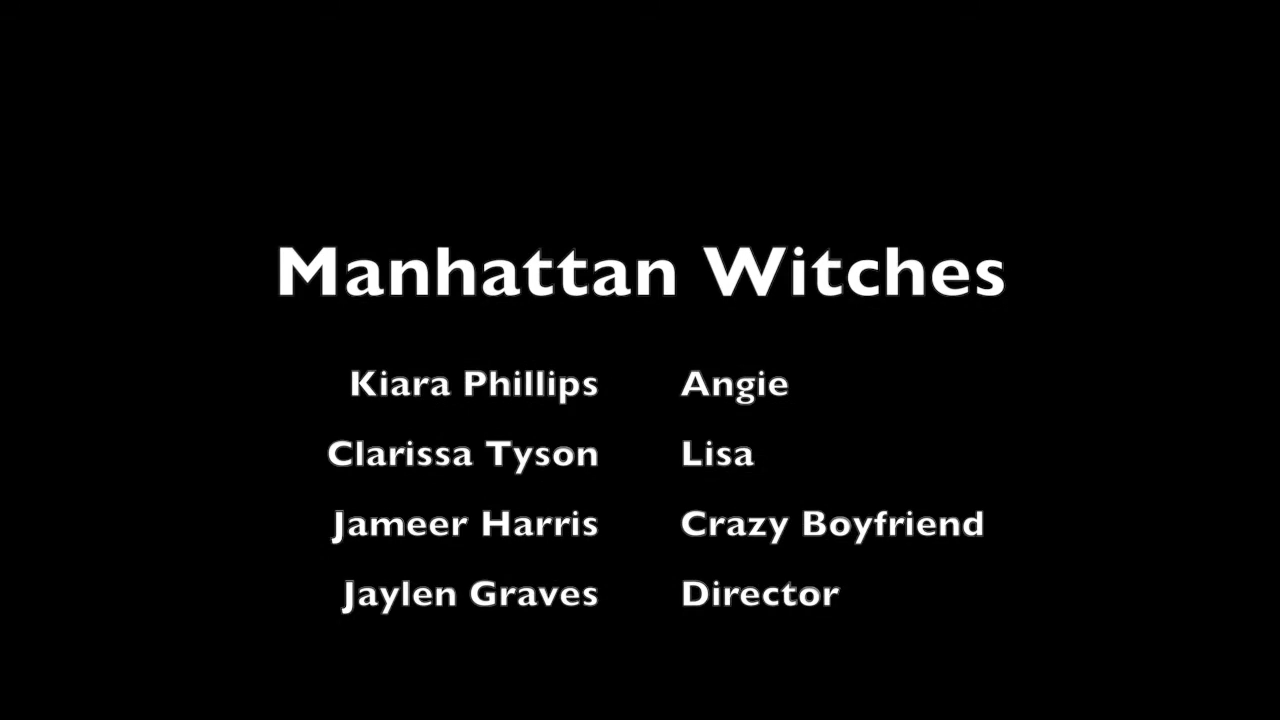 Manhattan Witches
Kiara Phillips Angie
Clarissa Tyson Lisa
Jameer Harris Crazy Boyfriend
Jaylen Graves Director